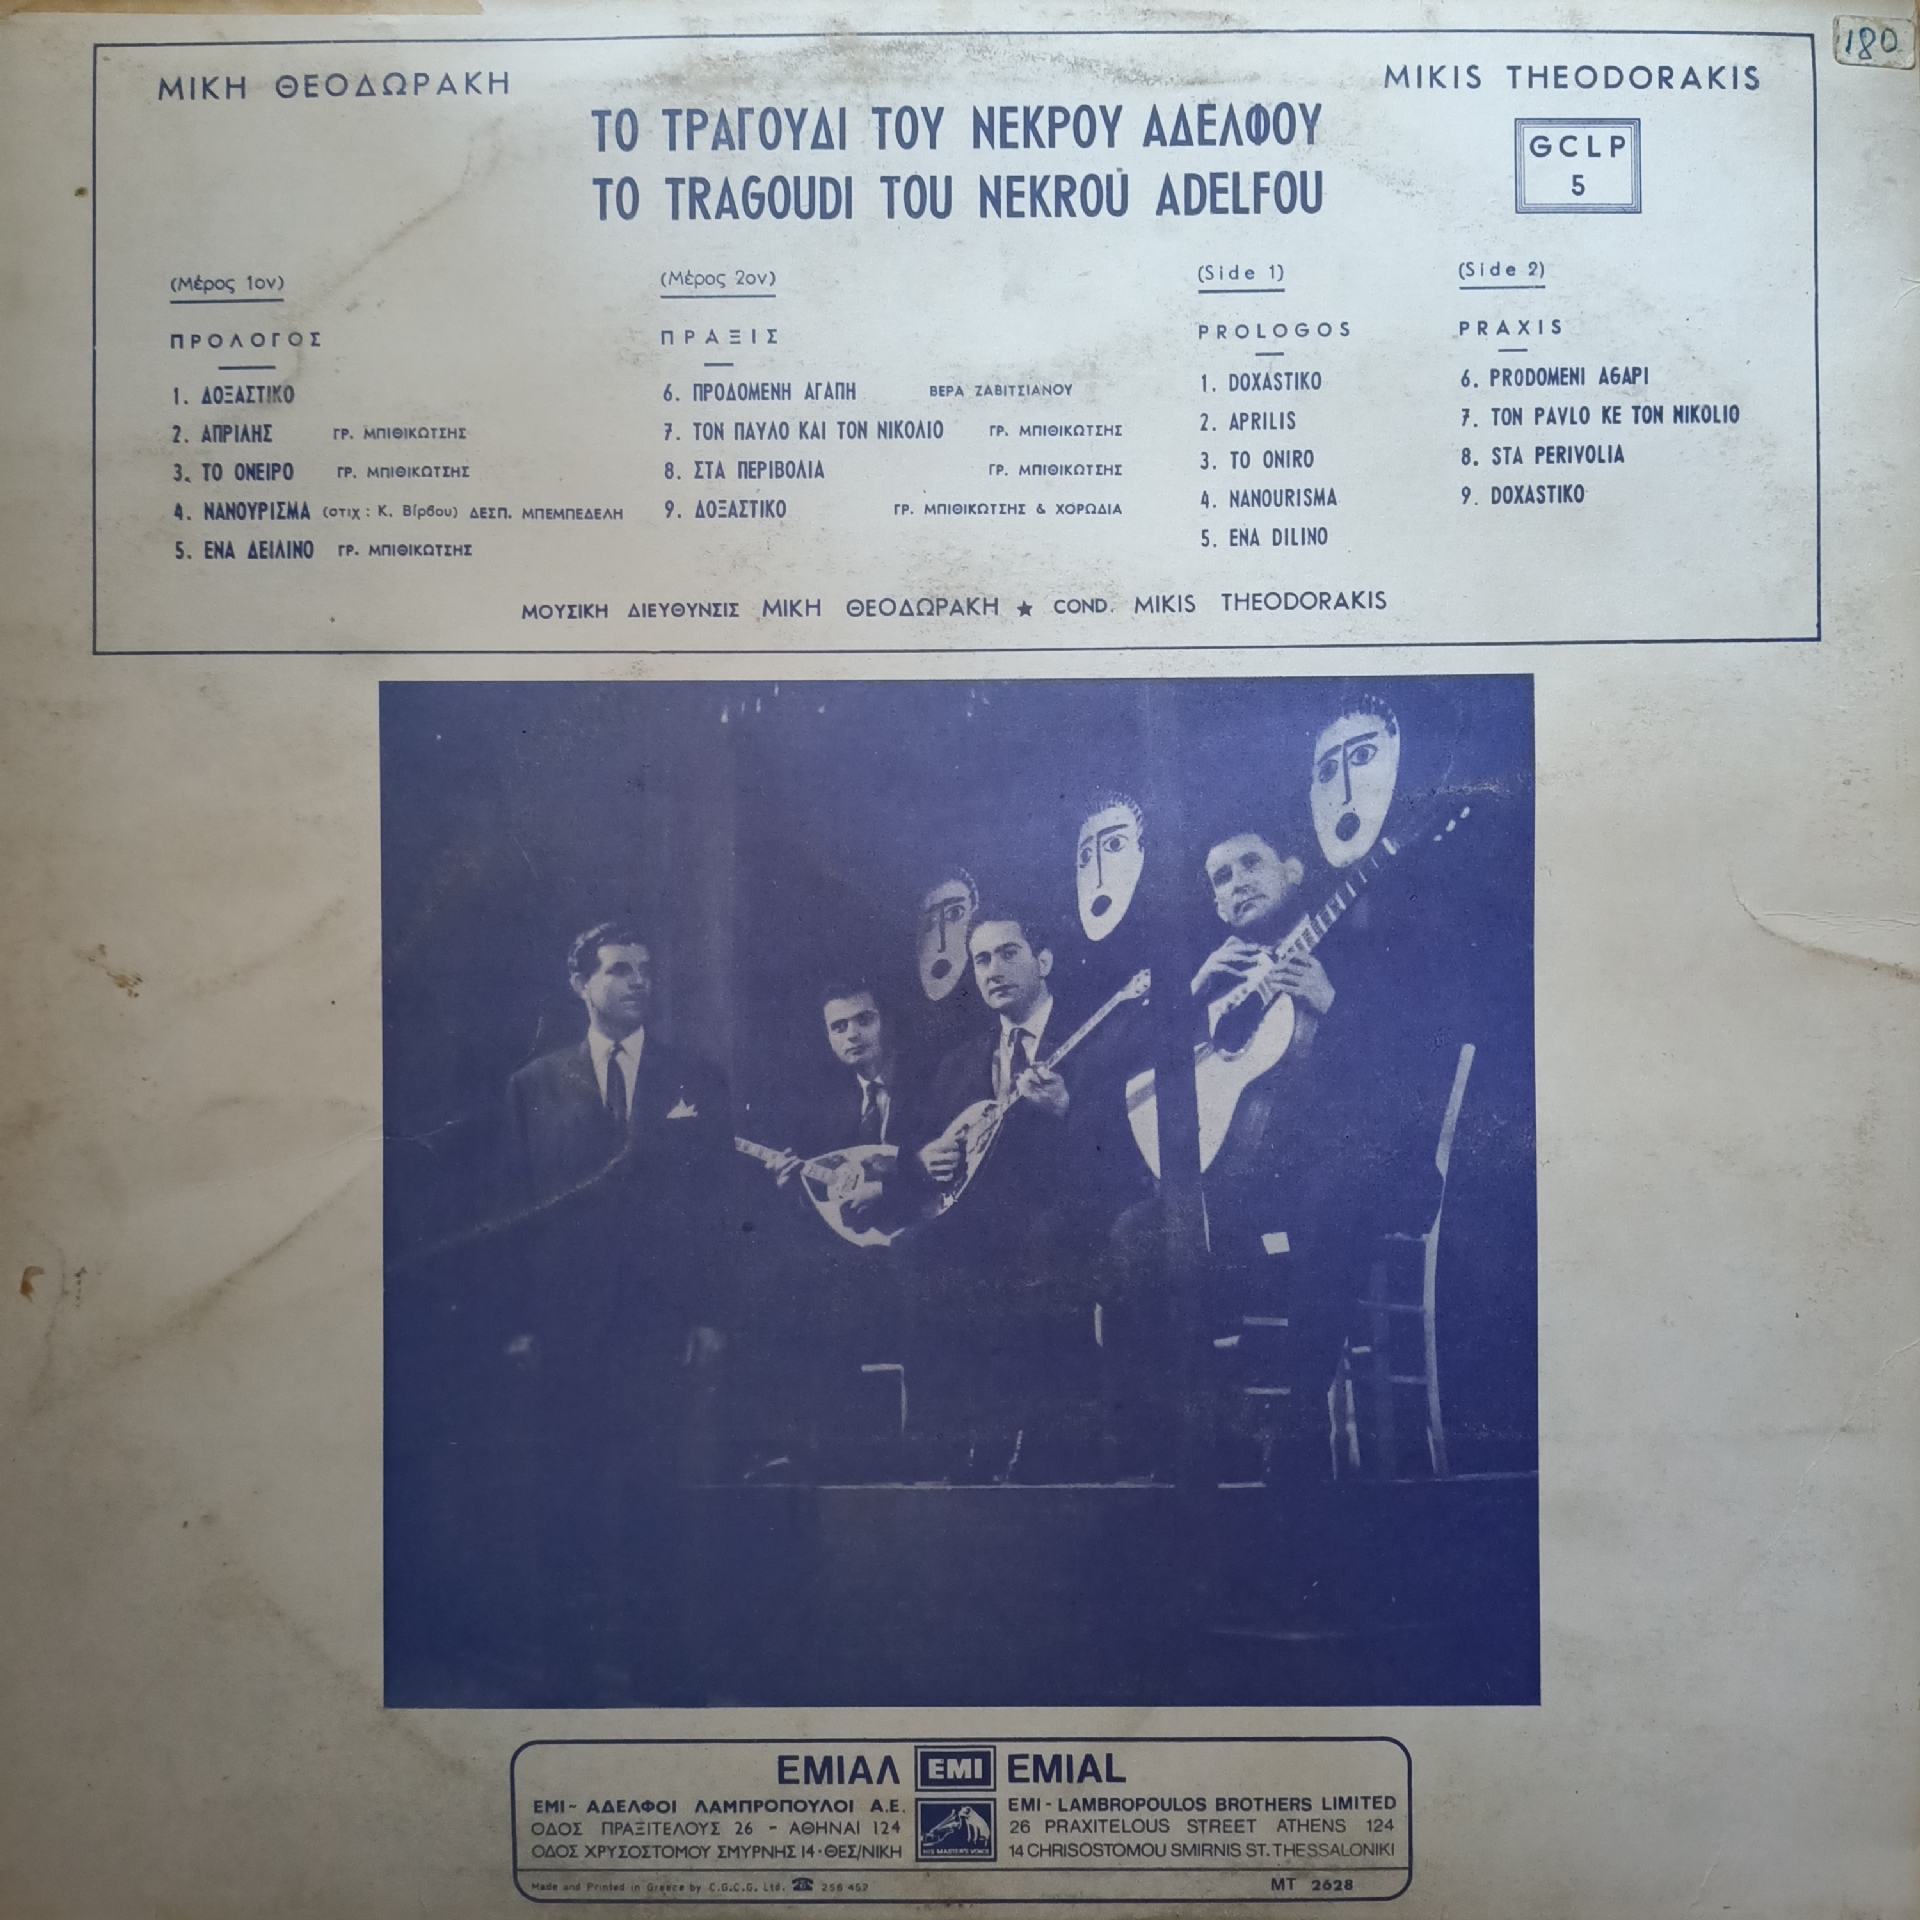 180
ΜΙΚΗ ΘΕΟΔΩΡΑΚΗ
MIKIS THEODORAKIS
ΤΟ ΤΡΑΓΟΥΔΙ ΤΟΥ ΝΕΚΡΟΥ ΑΔΕΛΦΟΥ
TO TRAGOUDI TOU NEKROÚ ADELFOU
GCLP
5
(Μέρος 1ον)
ΠΡΟΛΟΓΟΣ
1. ΔΟΞΑΣΤΙΚΟ
2. ΑΠΡΙΛΗΣ ΓΡ. ΜΠΙΘΙΚΩΤΣΗΣ
3. ΤΟ ΟΝΕΙΡΟ ΓΡ. ΜΠΙΘΙΚΩΤΣΗΣ
4. ΝΑΝΟΥΡΙΣΜΑ (στιχ: Κ. Βίρβου) ΔΕΣΠ. ΜΠΕΜΠΕΔΕΛΗ
5. ΕΝΑ ΔΕΙΛΙΝΟ ΓΡ. ΜΠΙΘΙΚΩΤΣΗΣ
(Μέρος 2ον)
ΠΡΑΞΙΣ
6. ΠΡΟΔΟΜΕΝΗ ΑΓΑΠΗ ΒΕΡΑ ΖΑΒΙΤΣΙΑΝΟΥ
7. ΤΟΝ ΠΑΥΛΟ ΚΑΙ ΤΟΝ ΝΙΚΟΛΙΟ ΓΡ. ΜΠΙΘΙΚΩΤΣΗΣ
8. ΣΤΑ ΠΕΡΙΒΟΛΙΑ ΓΡ. ΜΠΙΘΙΚΩΤΣΗΣ
9. ΔΟΞΑΣΤΙΚΟ ΓΡ. ΜΠΙΘΙΚΩΤΣΗΣ & ΧΟΡΩΔΙΑ
(Side 1)
PROLOGOS
1. DOXASTIKO
2. APRILIS
3. TO ONIRO
4. NANOURISMA
5. ENA DILINO
(Side 2)
PRAXIS
6. PRODOMENI AGAPI
7. TON PAVLO KE TON NIKOLIO
8. STA PERIVOLIA
9. DOXASTIKO
ΜΟΥΣΙΚΗ ΔΙΕΥΘΥΝΣΙΣ ΜΙΚΗ ΘΕΟΔΩΡΑΚΗ ★ COND. MIKIS THEODORAKIS
ΕΜΙΑΛ EMI EMIAL
ΕΜΙ- ΑΔΕΛΦΟΙ ΛΑΜΠΡΟΠΟΥΛΟΙ Α.Ε.
ΟΔΟΣ ΠΡΑΞΙΤΕΛΟΥΣ 26 - ΑΘΗΝΑΙ 124
ΟΔΟΣ ΧΡΥΣΟΣΤΟΜΟΥ ΣΜΥΡΝΗΣ 14·ΘΕΣ/ΝΙΚΗ
HIS MASTER'S VOICE
EMI - LAMBROPOULOS BROTHERS LIMITED
26 PRAXITELOUS STREET ATHENS 124
14 CHRISOSTOMOU SMIRNIS ST. THESSALONIKI
Made and Printed in Greece by C.G.C.G. Ltd. ☎ 256 452
MT 2628